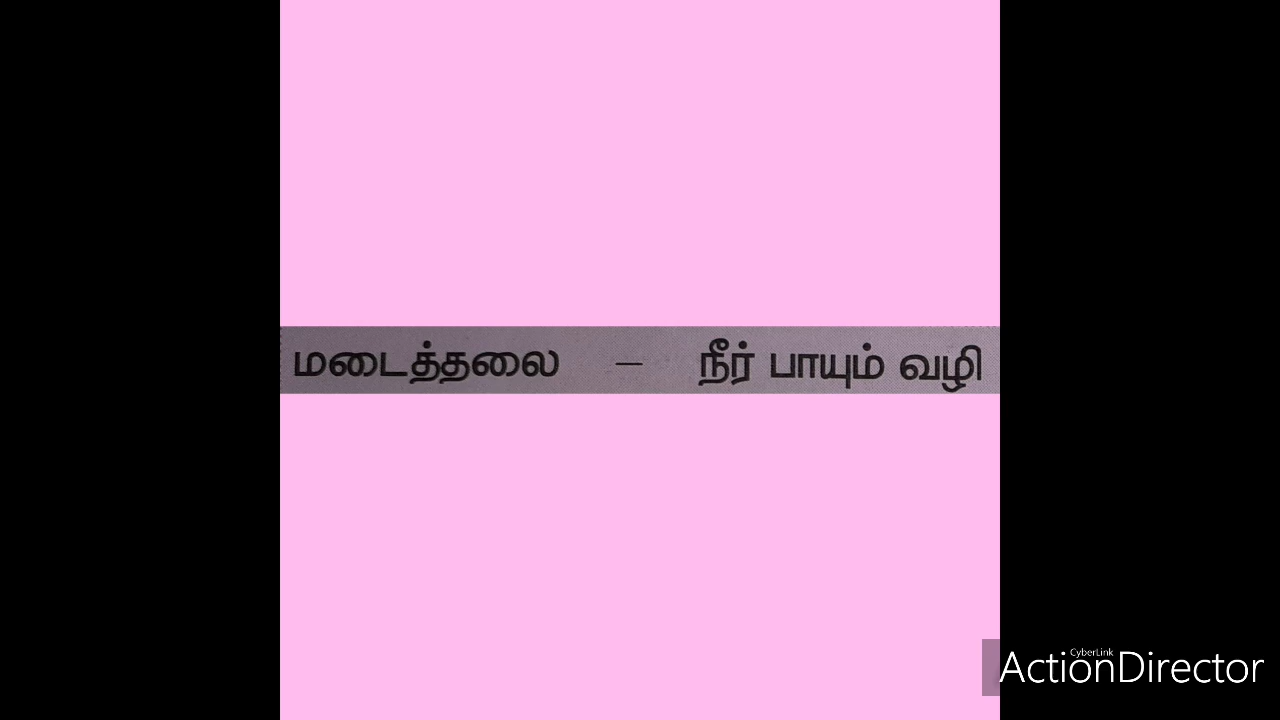 மடைத்தலை – நீர் பாயும் வழி
CyberLink
ActionDirector